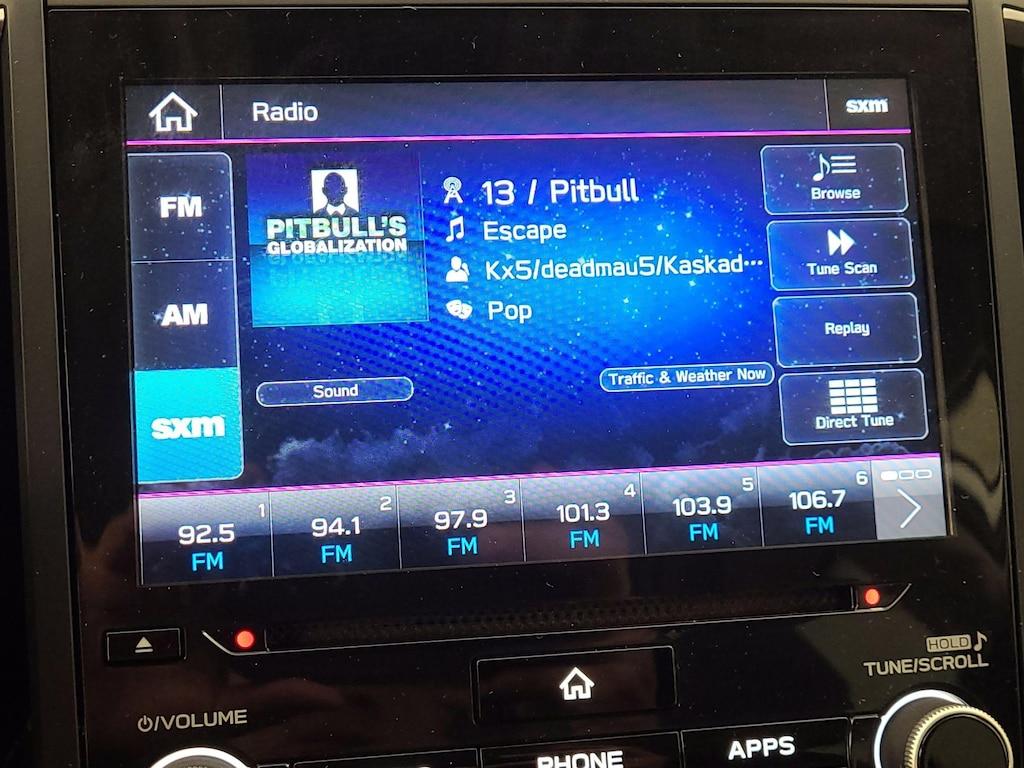 Radio
sxm
FM
AM
sxm
PITBULL'S
GLOBALIZATION
13 / Pitbull
Escape
Kx5/deadmau5/Kaskad…
Pop
Sound
Traffic & Weather Now
Browse
Tune Scan
Replay
Direct Tune
1
92.5
FM
2
94.1
FM
3
97.9
FM
4
101.3
FM
5
103.9
FM
6
106.7
FM
HOLD
TUNE/SCROLL
/VOLUME
PHONE
APPS